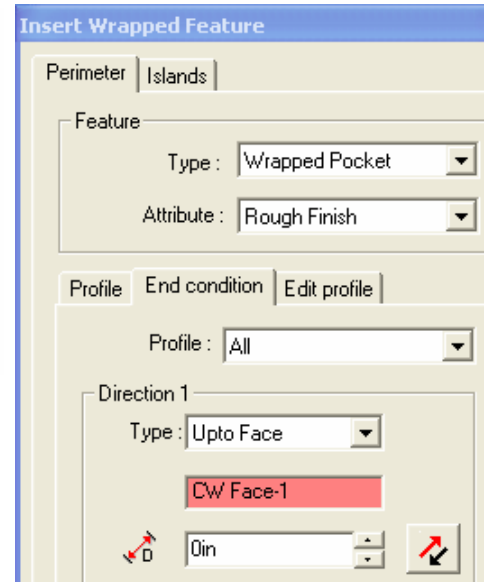 Insert Wrapped Feature
Perimeter Islands
Feature
Type : Wrapped Pocket
Attribute : Rough Finish
Profile End condition Edit profile
Profile : All
Direction 1
Type : Upto Face
CW Face-1
D 0in